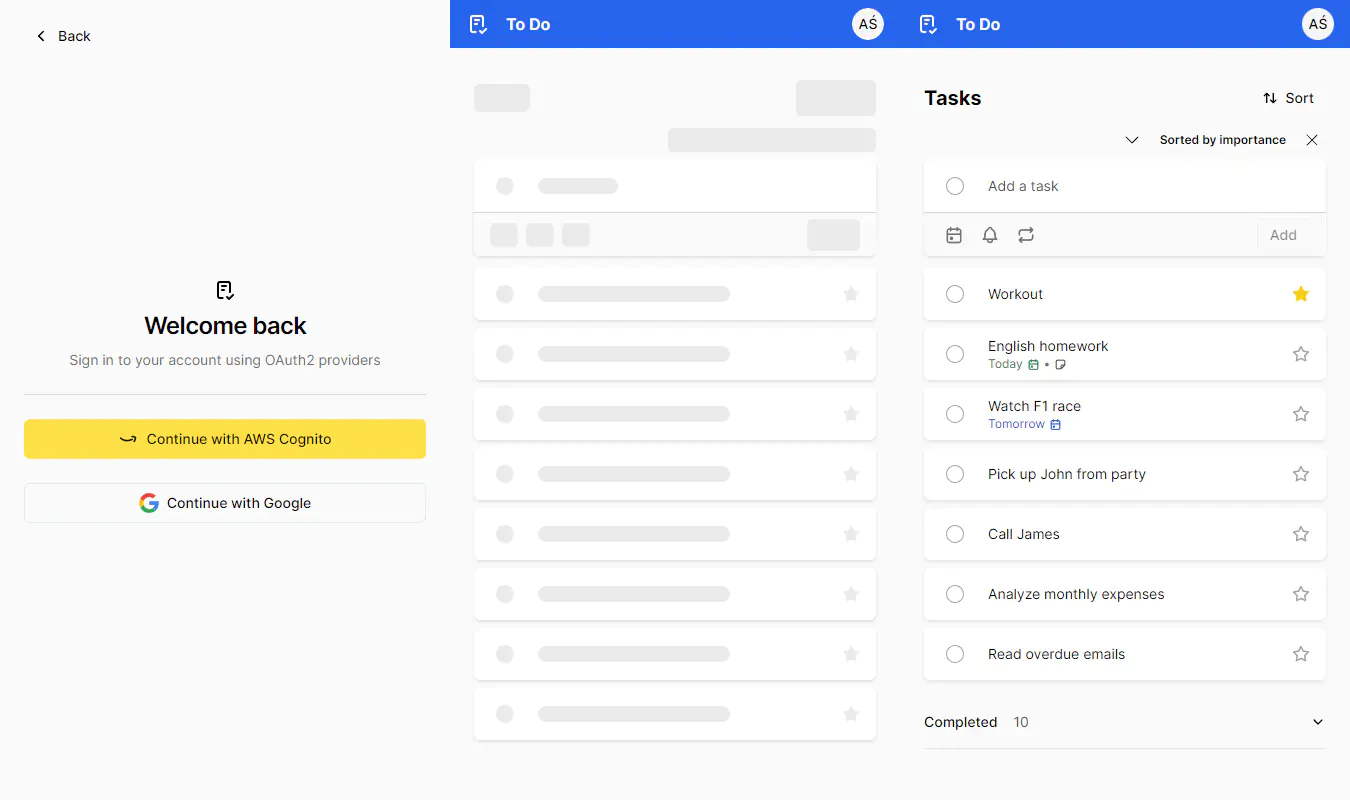 Back
Welcome back
Sign in to your account using OAuth2 providers
Continue with AWS Cognito
Continue with Google
To Do
AŚ
To Do
AŚ
Tasks
Sort
Sorted by importance
Add a task
Add
Workout
English homework
Today •
Watch F1 race
Tomorrow
Pick up John from party
Call James
Analyze monthly expenses
Read overdue emails
Completed 10